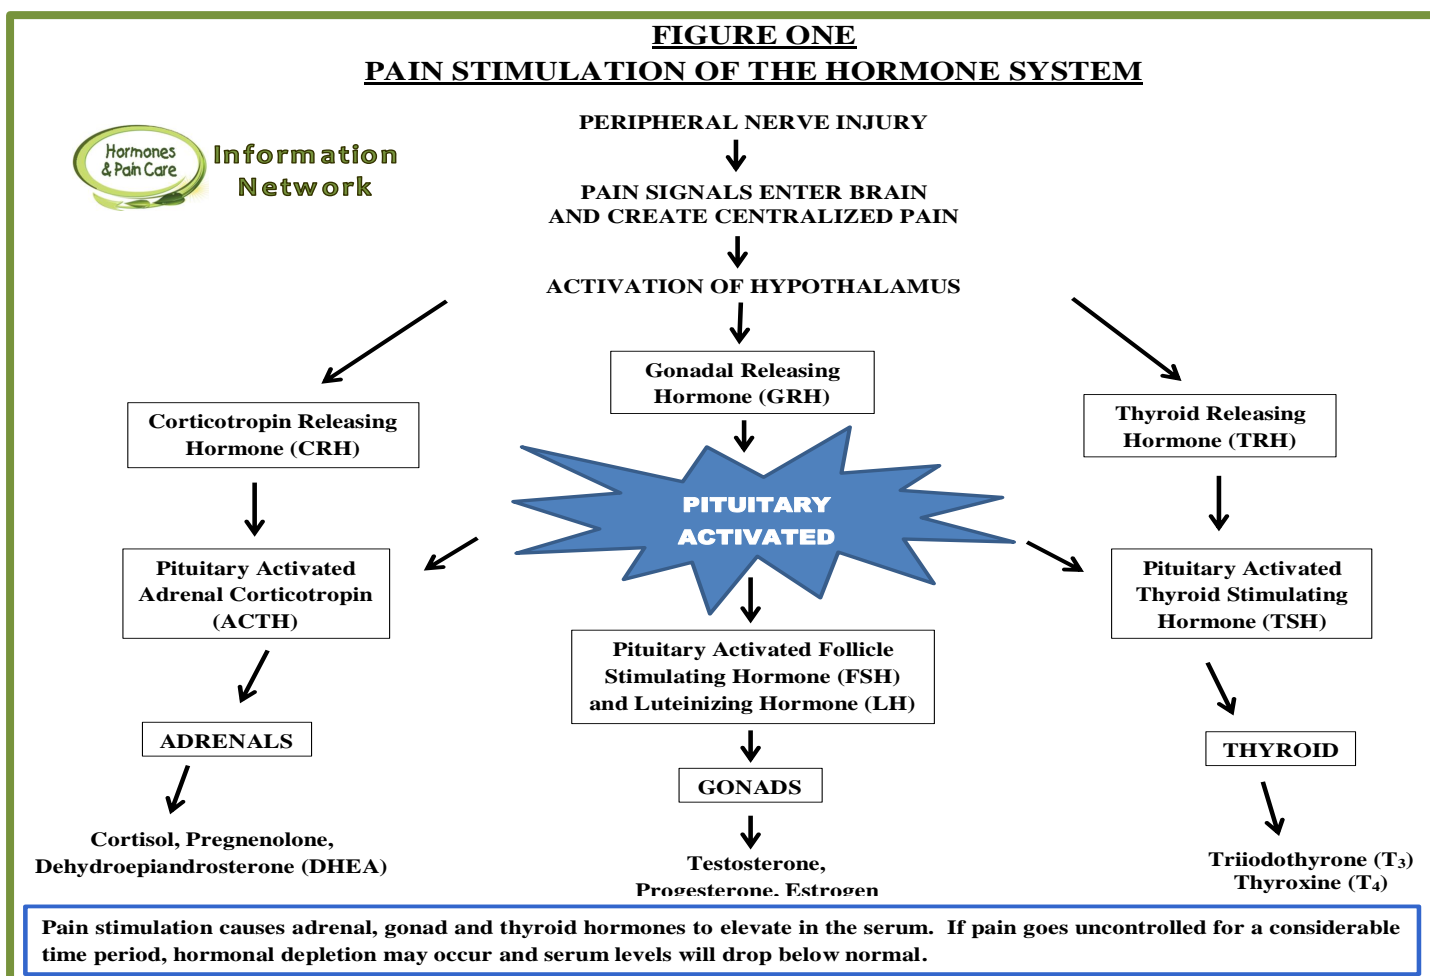 FIGURE ONE
PAIN STIMULATION OF THE HORMONE SYSTEM
Hormones
& Pain Care
Information
Network
PERIPHERAL NERVE INJURY
PAIN SIGNALS ENTER BRAIN
AND CREATE CENTRALIZED PAIN
ACTIVATION OF HYPOTHALAMUS
Corticotropin Releasing
Hormone (CRH)
Gonadal Releasing
Hormone (GRH)
Thyroid Releasing
Hormone (TRH)
PITUITARY
ACTIVATED
Pituitary Activated
Adrenal Corticotropin
(ACTH)
Pituitary Activated Follicle
Stimulating Hormone (FSH)
and Luteinizing Hormone (LH)
Pituitary Activated
Thyroid Stimulating
Hormone (TSH)
ADRENALS
GONADS
THYROID
Cortisol, Pregnenolone,
Dehydroepiandrosterone (DHEA)
Testosterone,
Progesterone, Estrogen
Triiodothyrone (T₃)
Thyroxine (T₄)
Pain stimulation causes adrenal, gonad and thyroid hormones to elevate in the serum. If pain goes uncontrolled for a considerable
time period, hormonal depletion may occur and serum levels will drop below normal.